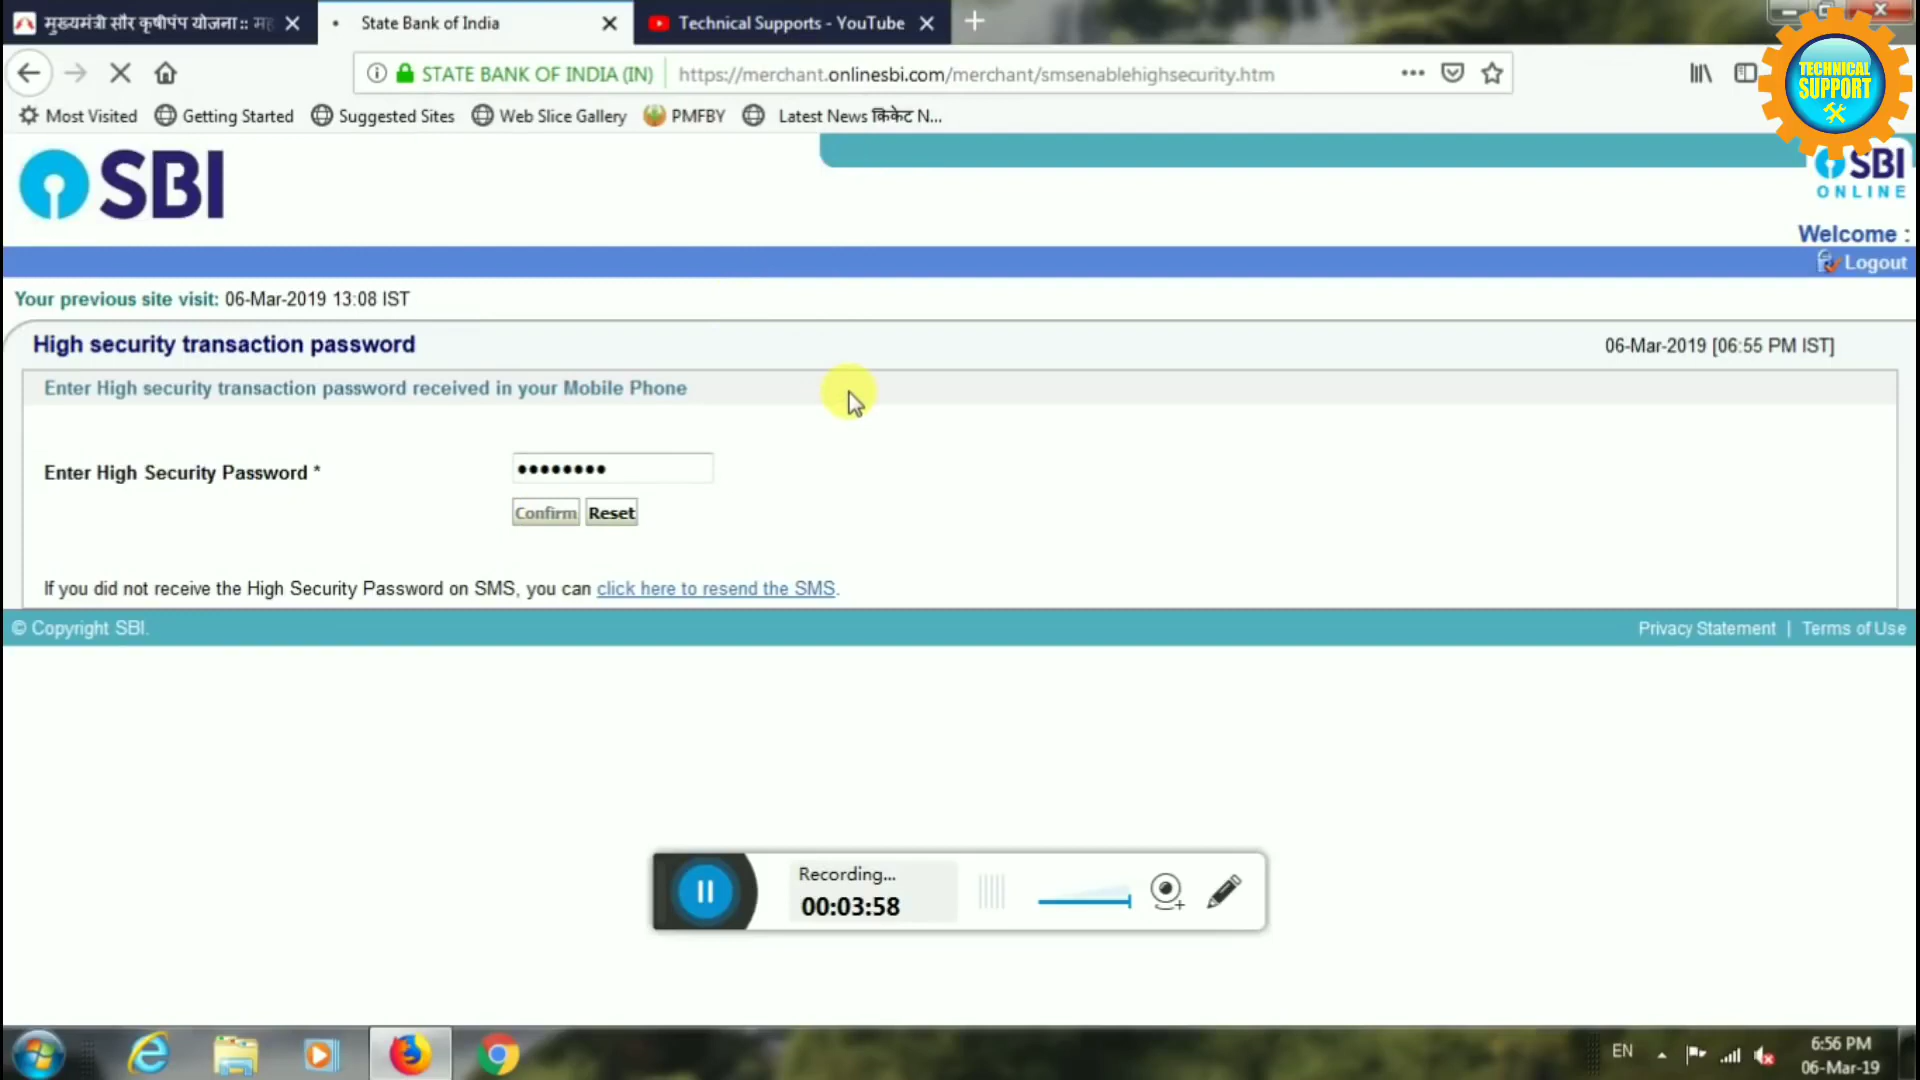 मुख्यमंत्री सौर कृषीपंप योजना :: मह
State Bank of India
Technical Supports - YouTube
STATE BANK OF INDIA (IN)
https://merchant.onlinesbi.com/merchant/smsenablehighsecurity.htm
TECHNICAL
SUPPORT
Most Visited
Getting Started
Suggested Sites
Web Slice Gallery
PMFBY
Latest News क्रिकेट N...
SBI
SBI
ONLINE
Welcome :
Logout
Your previous site visit: 06-Mar-2019 13:08 IST
High security transaction password
06-Mar-2019 [06:55 PM IST]
Enter High security transaction password received in your Mobile Phone
Enter High Security Password *
Confirm
Reset
If you did not receive the High Security Password on SMS, you can click here to resend the SMS.
© Copyright SBI.
Privacy Statement | Terms of Use
Recording...
00:03:58
EN
6:56 PM
06-Mar-19